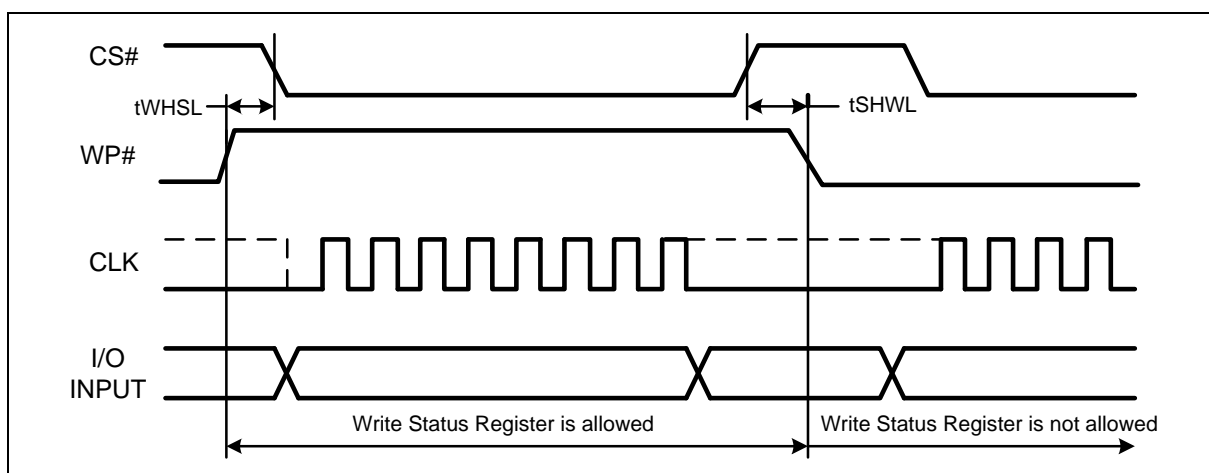 CS#
tWHSL
tSHWL
WP#
CLK
I/O
INPUT
Write Status Register is allowed
Write Status Register is not allowed